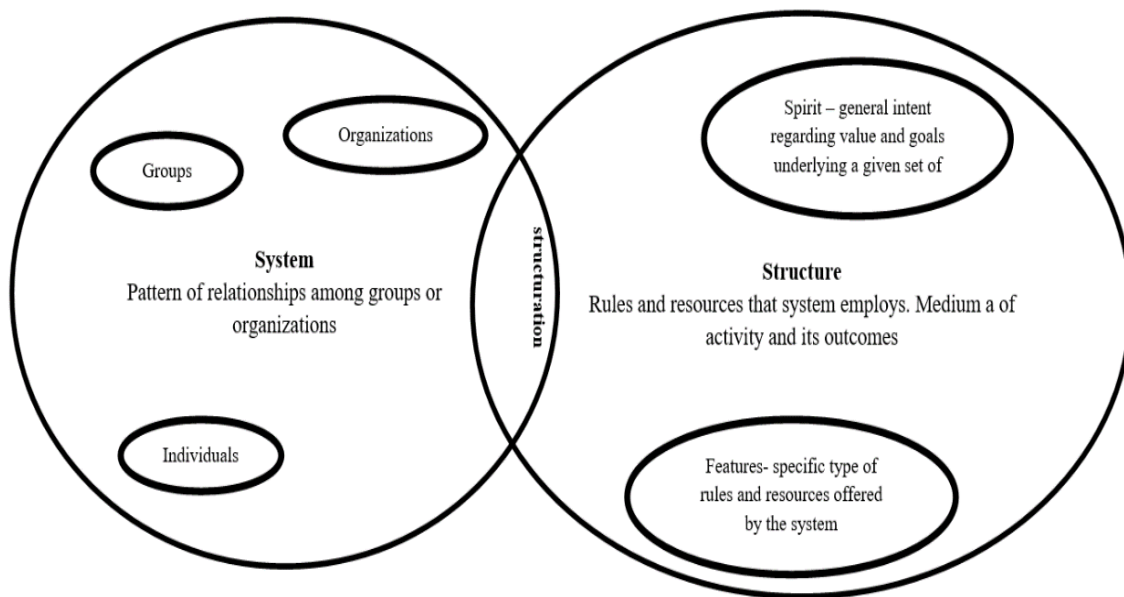 Organizations
Groups
System
Pattern of relationships among groups or
organizations
Individuals
structuration
Spirit – general intent
regarding value and goals
underlying a given set of
Structure
Rules and resources that system employs. Medium a of
activity and its outcomes
Features- specific type of
rules and resources offered
by the system